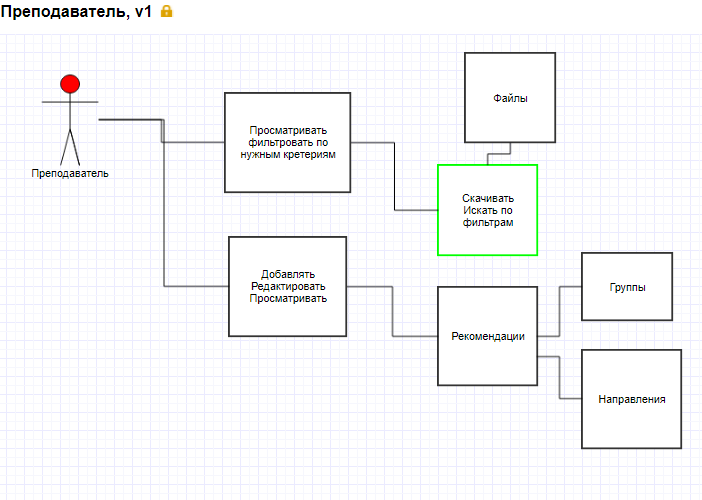 Преподаватель, v1
Файлы
Просматривать
фильтровать по
нужным кретериям
Преподаватель
Скачивать
Искать по
фильтрам
Добавлять
Редактировать
Просматривать
Группы
Рекомендации
Направления